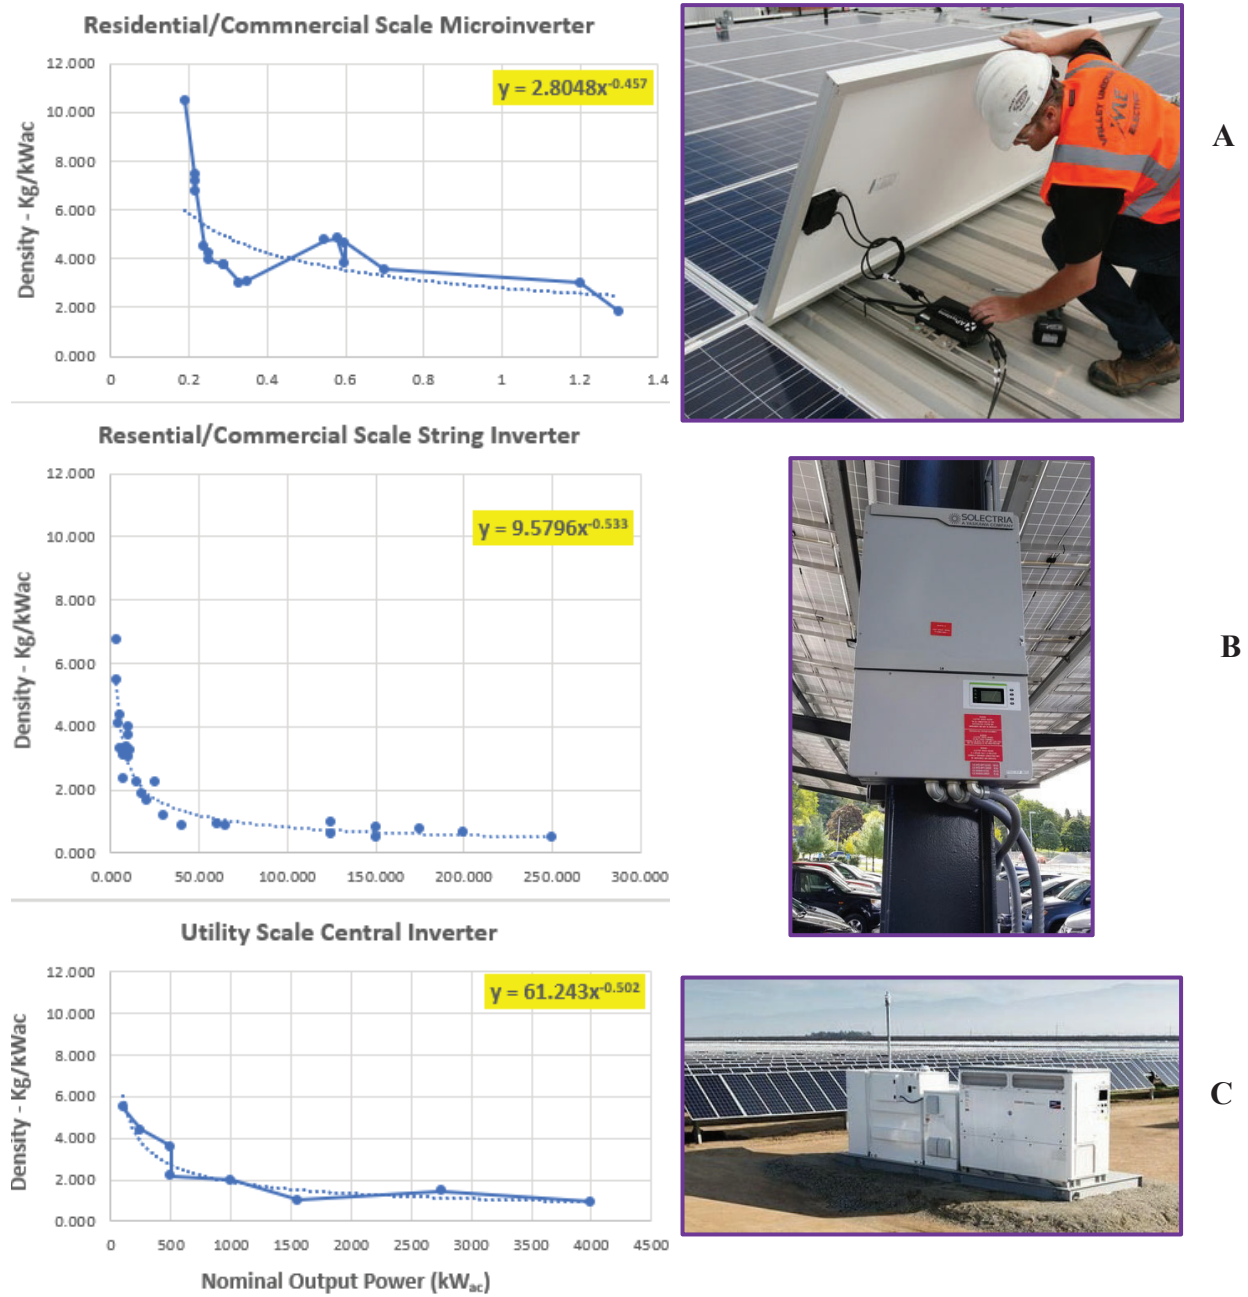 Residential/Commnercial Scale Microinverter
y = 2.8048x^-0.457
Density - Kg/kWac
12.000
10.000
8.000
6.000
4.000
2.000
0.000
0 0.2 0.4 0.6 0.8 1 1.2 1.4
A
ELECTRIC
APsystems
Resential/Commercial Scale String Inverter
y = 9.5796x^-0.533
Density - Kg/kWac
12.000
10.000
8.000
6.000
4.000
2.000
0.000
0.000 50.000 100.000 150.000 200.000 250.000 300.000
SOLECTRIA
A YASKAWA COMPANY
B
Utility Scale Central Inverter
y = 61.243x^-0.502
Density - Kg/kWac
12.000
10.000
8.000
6.000
4.000
2.000
0.000
0 500 1000 1500 2000 2500 3000 3500 4000 4500
Nominal Output Power (kWac)
C